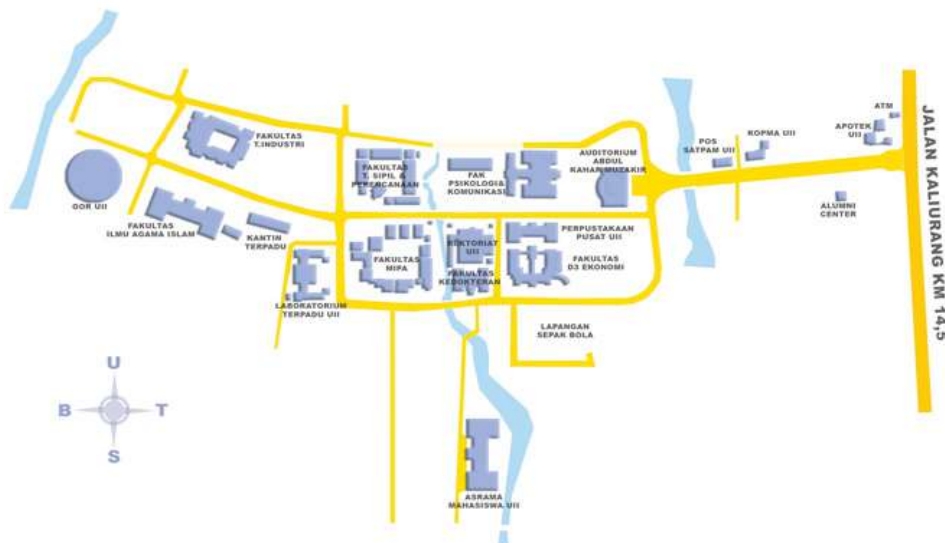 ATM
APOTEK
UII
KOPMA UII
POS
SATPAM UII
JALAN KALIURANG KM 14,5
FAKULTAS
T.INDUSTRI
AUDITORIUM
ABDUL
KAHAR MUZAKIR
FAKULTAS
T. SIPIL &
PERENCANAAN
FAK
PSIKOLOGI&
KOMUNIKASI
GOR UII
ALUMNI
CENTER
FAKULTAS
ILMU AGAMA ISLAM
KANTIN
TERPADU
PERPUSTAKAAN
PUSAT UII
REKTORIAT
UII
FAKULTAS
MIPA
FAKULTAS
D3 EKONOMI
FAKULTAS
KEDOKTERAN
LABORATORIUM
TERPADU UII
LAPANGAN
SEPAK BOLA
U
B
T
S
ASRAMA
MAHASISWA UII